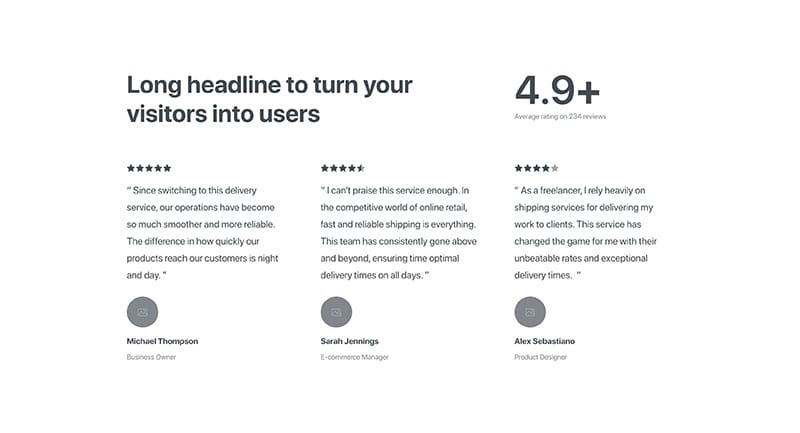 Long headline to turn your
visitors into users
4.9+
Average rating on 234 reviews
“ Since switching to this delivery
service, our operations have become
so much smoother and more reliable.
The difference in how quickly our
products reach our customers is night
and day. ”
Michael Thompson
Business Owner
“ I can't praise this service enough. In
the competitive world of online retail,
fast and reliable shipping is everything.
This team has consistently gone above
and beyond, ensuring time optimal
delivery times on all days. ”
Sarah Jennings
E-commerce Manager
“ As a freelancer, I rely heavily on
shipping services for delivering my
work to clients. This service has
changed the game for me with their
unbeatable rates and exceptional
delivery times. ”
Alex Sebastiano
Product Designer